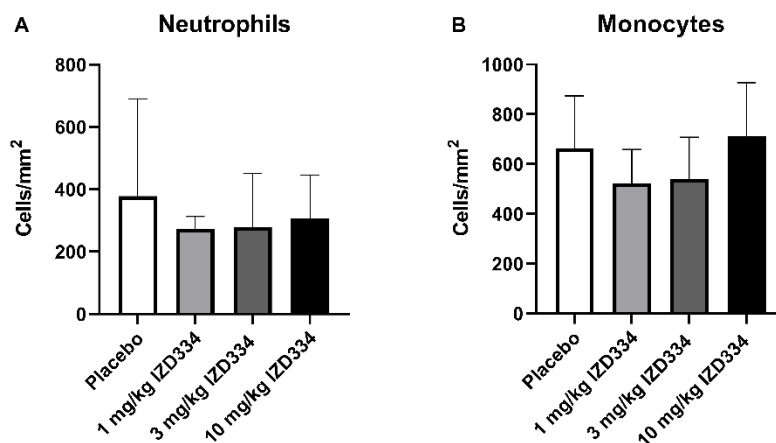 A
Neutrophils
Cells/mm²
800
600
400
200
0
Placebo
1 mg/kg IZD334
3 mg/kg IZD334
10 mg/kg IZD334
B
Monocytes
Cells/mm²
1000
800
600
400
200
0
Placebo
1 mg/kg IZD334
3 mg/kg IZD334
10 mg/kg IZD334